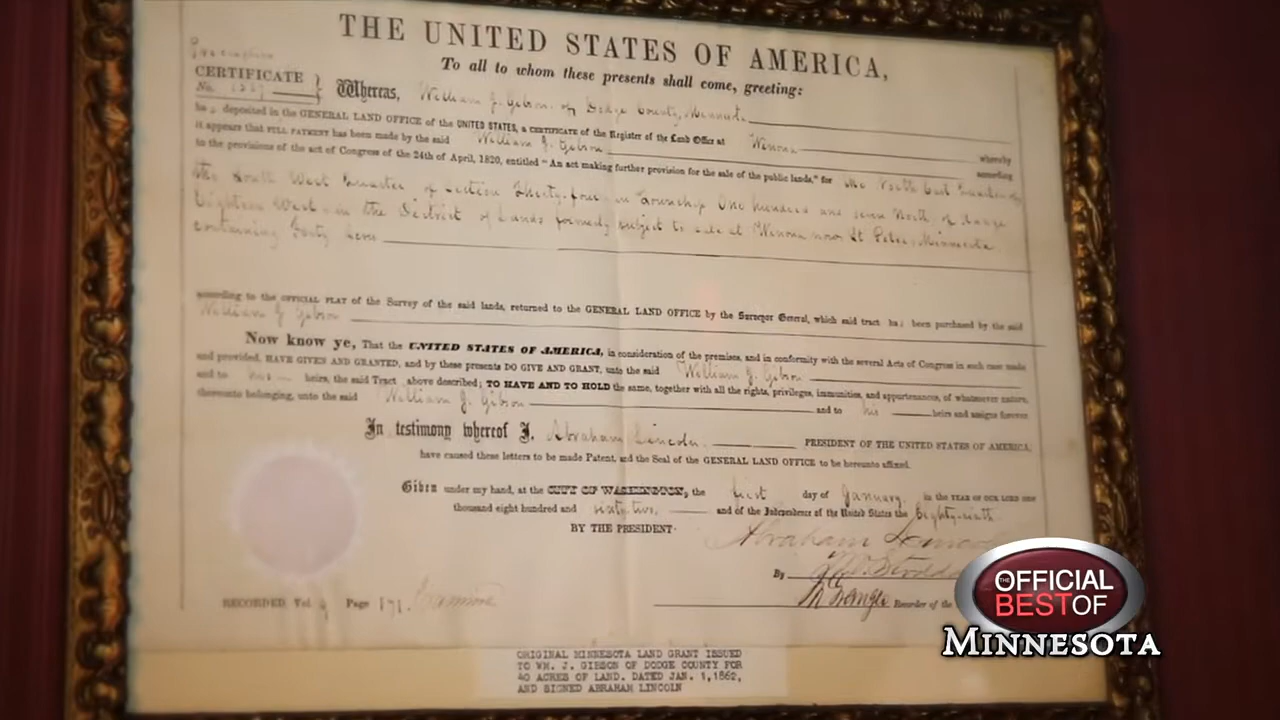 THE UNITED STATES OF AMERICA,
To all to whom these presents shall come, greeting:
CERTIFICATE
No.
Whereas, William J. Gibson of Dodge County, Minnesota
ha s deposited in the GENERAL LAND OFFICE of the UNITED STATES, a CERTIFICATE of the Register of the Land Office at Winona whereby
it appears that FULL PAYMENT has been made by the said William J. Gibson according
to the provisions of the act of Congress of the 24th of April, 1820, entitled "An act making further provision for the sale of the public lands," for the North East Quarter of
the South West Quarter of Section Thirty-four in Township One hundred and seven North of Range
Eighteen West in the District of Lands formerly subject to sale at Winona now St Peter, Minnesota
containing Forty Acres
according to the OFFICIAL PLAT of the Survey of the said lands, returned to the GENERAL LAND OFFICE by the Surveyor General, which said tract ha s been purchased by the said
William J Gibson
Now know ye, That the UNITED STATES OF AMERICA, in consideration of the premises, and in conformity with the several Acts of Congress in such case made
and provided, HAVE GIVEN AND GRANTED, and by these presents DO GIVE AND GRANT, unto the said William J. Gibson
and to his heirs, the said Tract above described; TO HAVE AND TO HOLD the same, together with all the rights, privileges, immunities, and appurtenances, of whatsoever nature,
thereunto belonging, unto the said William J. Gibson and to his heirs and assigns forever
In testimony whereof I, Abraham Lincoln, PRESIDENT OF THE UNITED STATES OF AMERICA,
have caused these letters to be made Patent, and the Seal of the GENERAL LAND OFFICE to be hereunto affixed.
Given under my hand, at the CITY OF WASHINGTON, the first day of January, in the YEAR OF OUR LORD one
thousand eight hundred and sixty two, and of the Independence of the United States the Eighty-sixth
BY THE PRESIDENT:
Abraham Lincoln
By
Recorder of the
RECORDED Vol. 9 Page 171.
ORIGINAL MINNESOTA LAND GRANT ISSUED
TO WM. J. GIBSON OF DODGE COUNTY FOR
40 ACRES OF LAND. DATED JAN. 1,1862,
AND SIGNED ABRAHAM LINCOLN
THE OFFICIAL
BEST OF
MINNESOTA